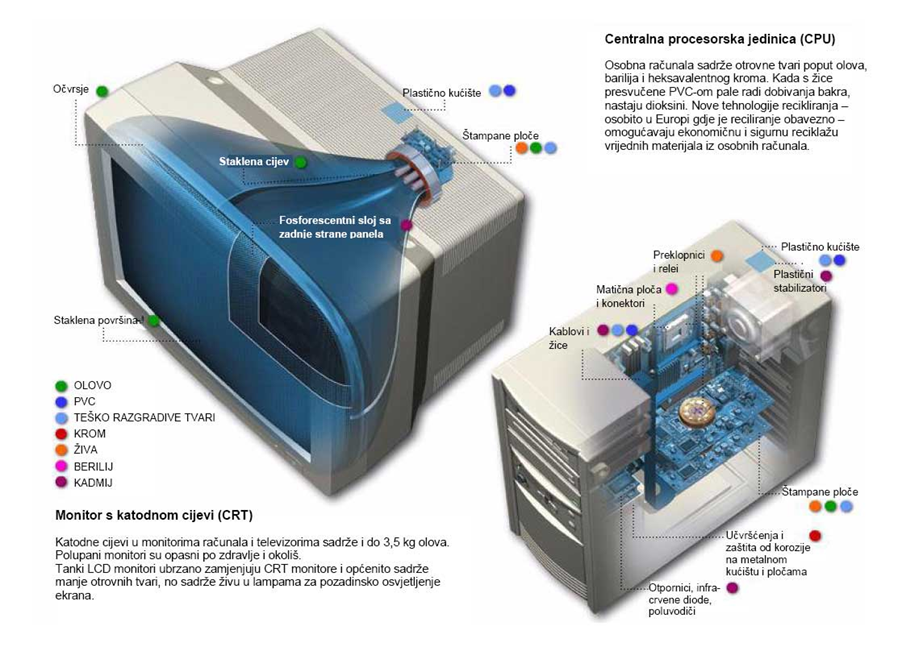 Centralna procesorska jedinica (CPU)
Osobna računala sadrže otrovne tvari poput olova,
barilija i heksavalentnog kroma. Kada s žice
presvučene PVC-om pale radi dobivanja bakra,
nastaju dioksini. Nove tehnologije recikliranja –
osobito u Europi gdje je reciliranje obavezno –
omogućavaju ekonomičnu i sigurnu reciklažu
vrijednih materijala iz osobnih računala.
Očvrsje
Plastično kućište
Štampane ploče
Staklena cijev
Fosforescentni sloj sa
zadnje strane panela
Staklena površina
OLOVO
PVC
TEŠKO RAZGRADIVE TVARI
KROM
ŽIVA
BERILIJ
KADMIJ
Monitor s katodnom cijevi (CRT)
Katodne cijevi u monitorima računala i televizorima sadrže i do 3,5 kg olova.
Polupani monitori su opasni po zdravlje i okoliš.
Tanki LCD monitori ubrzano zamjenjuju CRT monitore i općenito sadrže
manje otrovnih tvari, no sadrže živu u lampama za pozadinsko osvjetljenje
ekrana.
Plastično kućište
Preklopnici
i relei
Plastični
stabilizatori
Matična ploča
i konektori
Kablovi i
žice
Štampane ploče
Učvršćenja i
zaštita od korozije
na metalnom
kućištu i pločama
Otpornici, infra-
crvene diode,
poluvodiči